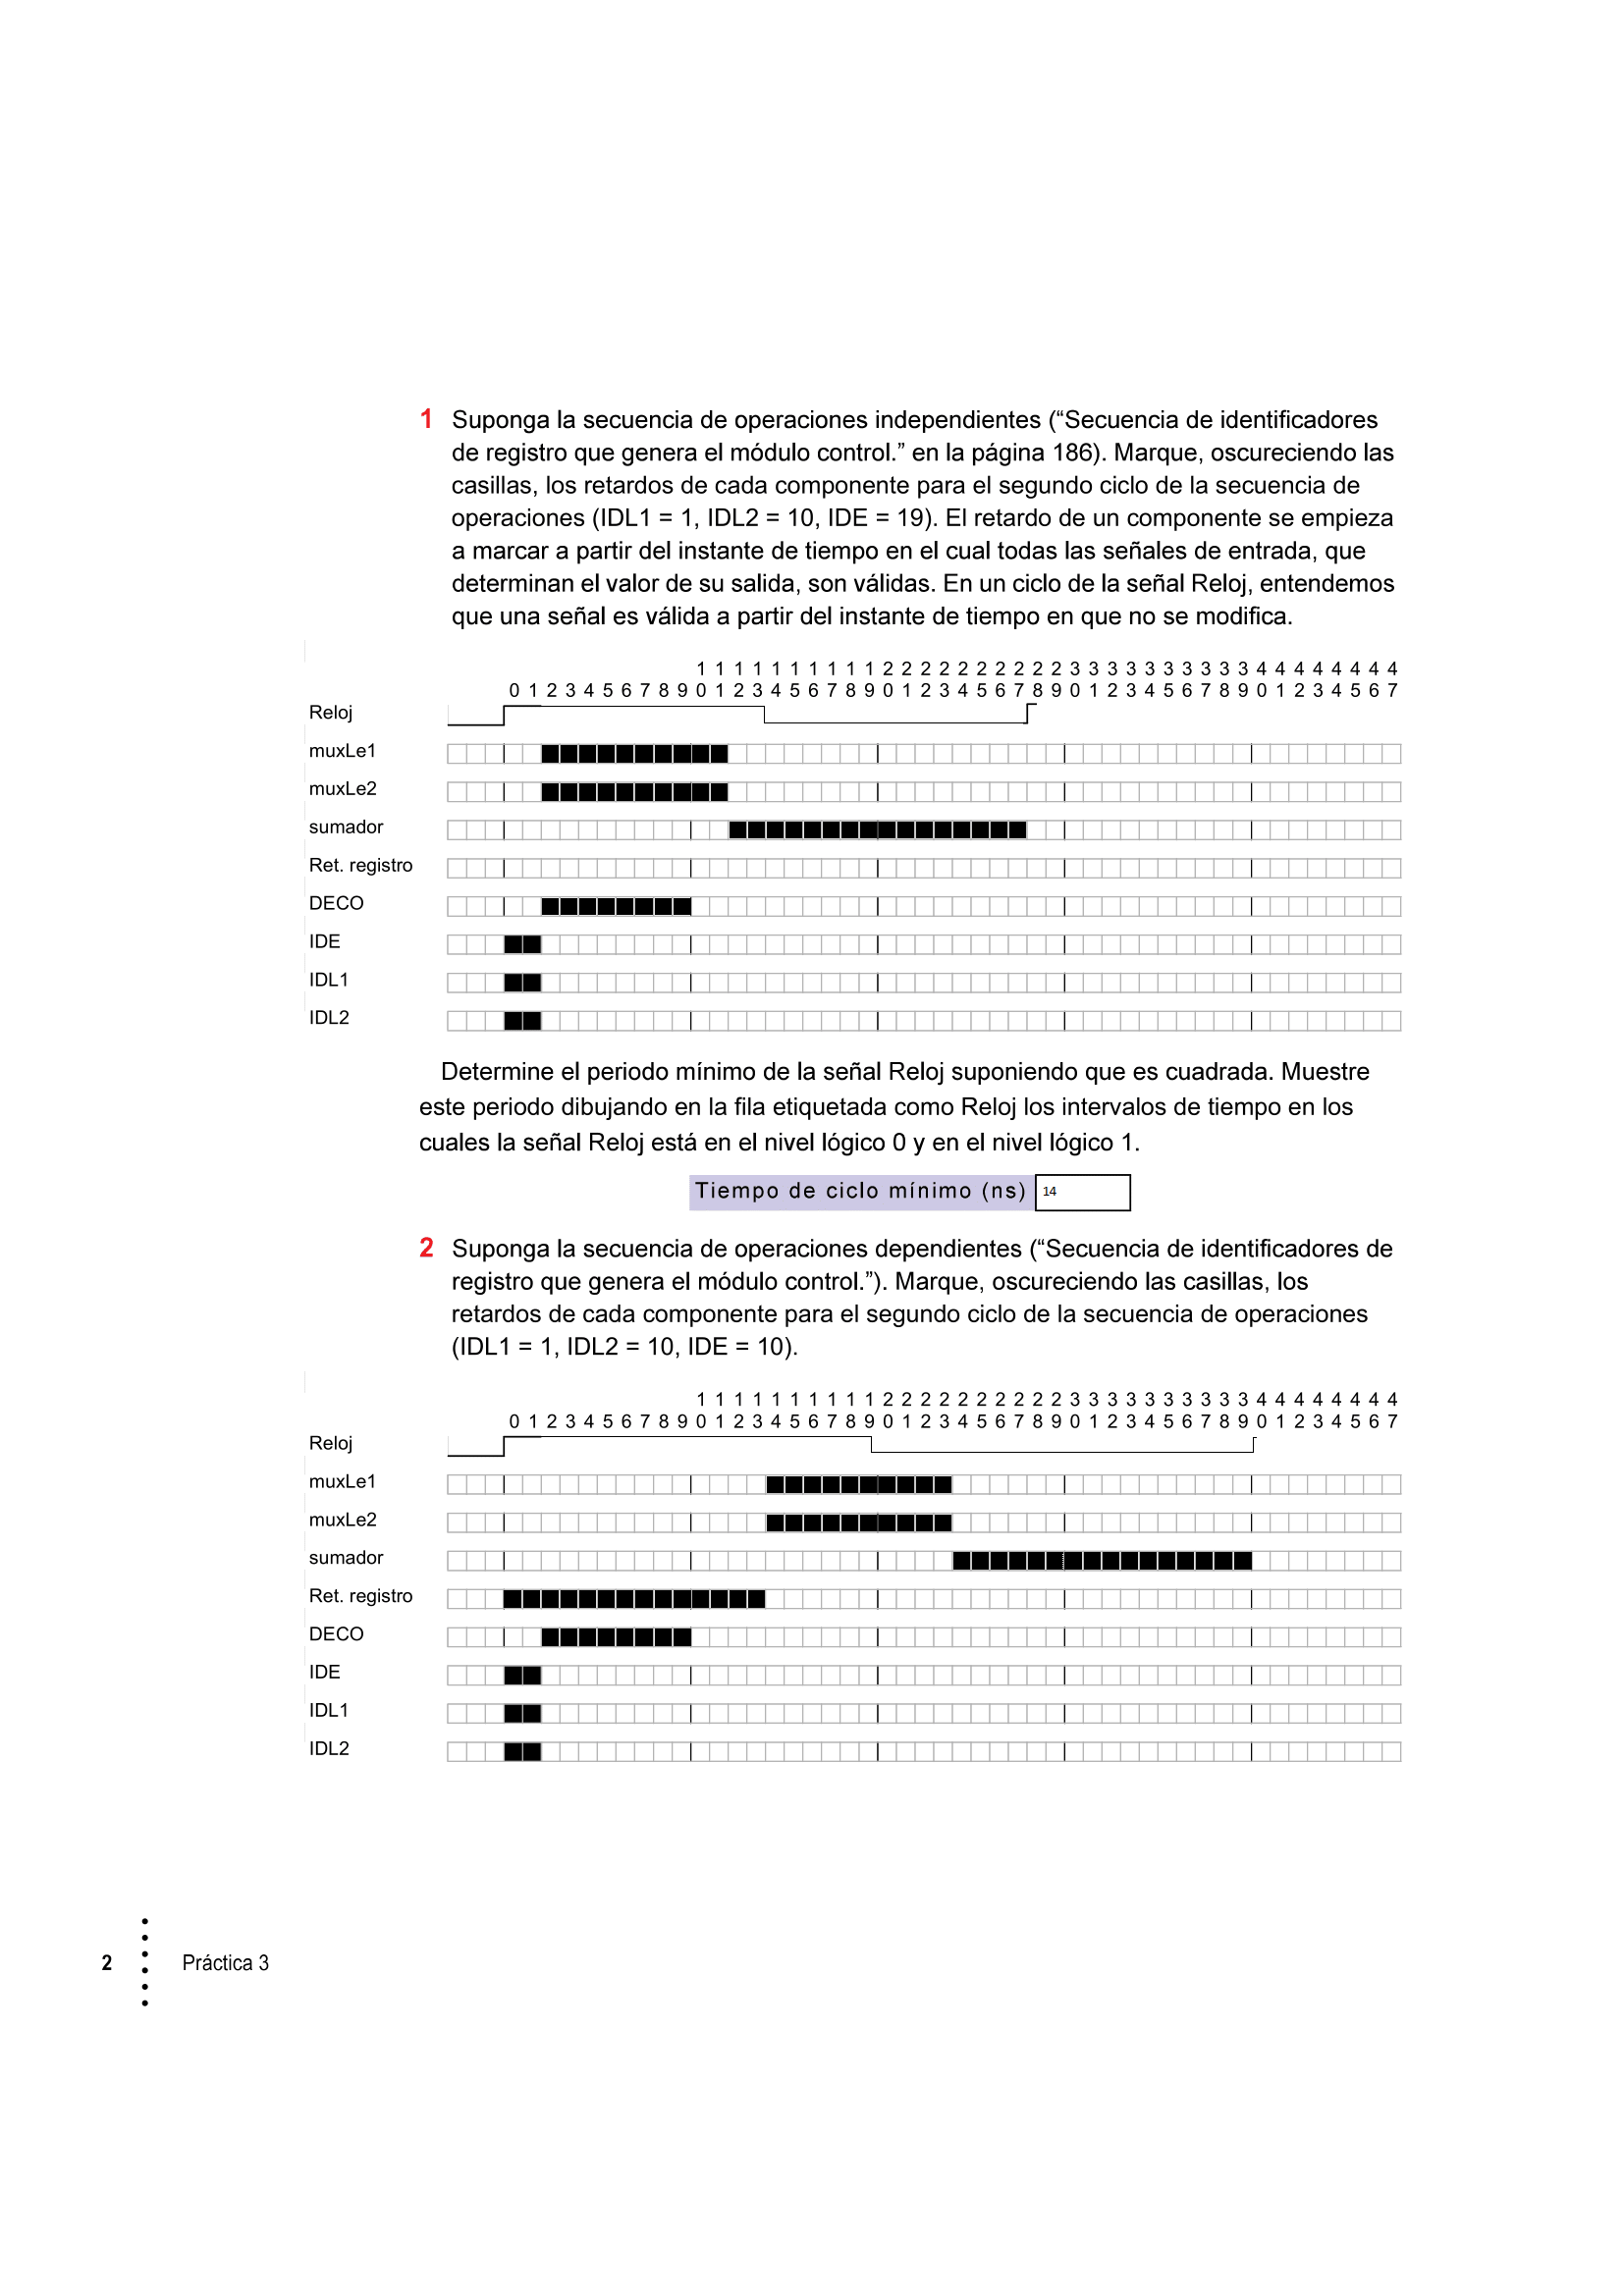 1 Suponga la secuencia de operaciones independientes (“Secuencia de identificadores
de registro que genera el módulo control.” en la página 186). Marque, oscureciendo las
casillas, los retardos de cada componente para el segundo ciclo de la secuencia de
operaciones (IDL1 = 1, IDL2 = 10, IDE = 19). El retardo de un componente se empieza
a marcar a partir del instante de tiempo en el cual todas las señales de entrada, que
determinan el valor de su salida, son válidas. En un ciclo de la señal Reloj, entendemos
que una señal es válida a partir del instante de tiempo en que no se modifica.
1 1 1 1 1 1 1 1 1 1 2 2 2 2 2 2 2 2 2 2 3 3 3 3 3 3 3 3 3 3 4 4 4 4 4 4 4 4
0 1 2 3 4 5 6 7 8 9 0 1 2 3 4 5 6 7 8 9 0 1 2 3 4 5 6 7 8 9 0 1 2 3 4 5 6 7 8 9 0 1 2 3 4 5 6 7
Reloj
muxLe1
muxLe2
sumador
Ret. registro
DECO
IDE
IDL1
IDL2
Determine el periodo mínimo de la señal Reloj suponiendo que es cuadrada. Muestre
este periodo dibujando en la fila etiquetada como Reloj los intervalos de tiempo en los
cuales la señal Reloj está en el nivel lógico 0 y en el nivel lógico 1.
Tiempo de ciclo mínimo (ns) 14
2 Suponga la secuencia de operaciones dependientes (“Secuencia de identificadores de
registro que genera el módulo control.”). Marque, oscureciendo las casillas, los
retardos de cada componente para el segundo ciclo de la secuencia de operaciones
(IDL1 = 1, IDL2 = 10, IDE = 10).
1 1 1 1 1 1 1 1 1 1 2 2 2 2 2 2 2 2 2 2 3 3 3 3 3 3 3 3 3 3 4 4 4 4 4 4 4 4
0 1 2 3 4 5 6 7 8 9 0 1 2 3 4 5 6 7 8 9 0 1 2 3 4 5 6 7 8 9 0 1 2 3 4 5 6 7 8 9 0 1 2 3 4 5 6 7
Reloj
muxLe1
muxLe2
sumador
Ret. registro
DECO
IDE
IDL1
IDL2
2 Práctica 3